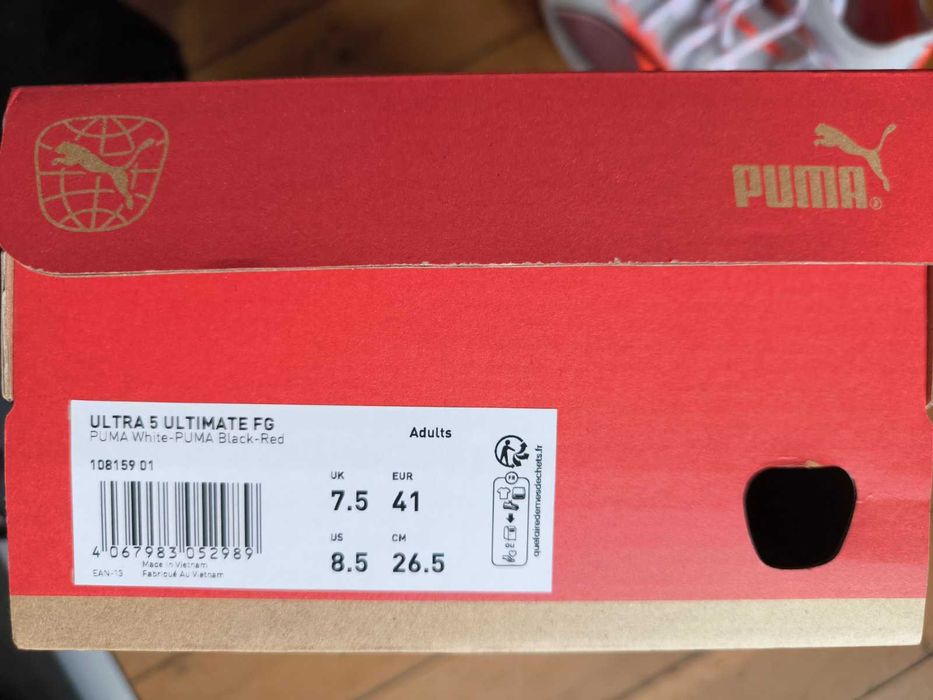 PUMA
ULTRA 5 ULTIMATE FG
PUMA White-PUMA Black-Red
Adults
108159 01
UK EUR
7.5 41
US CM
8.5 26.5
4 067983 052989
Made in Vietnam
EAN-13 Fabriqué Au Vietnam
FR
quefairedemesdechets.fr